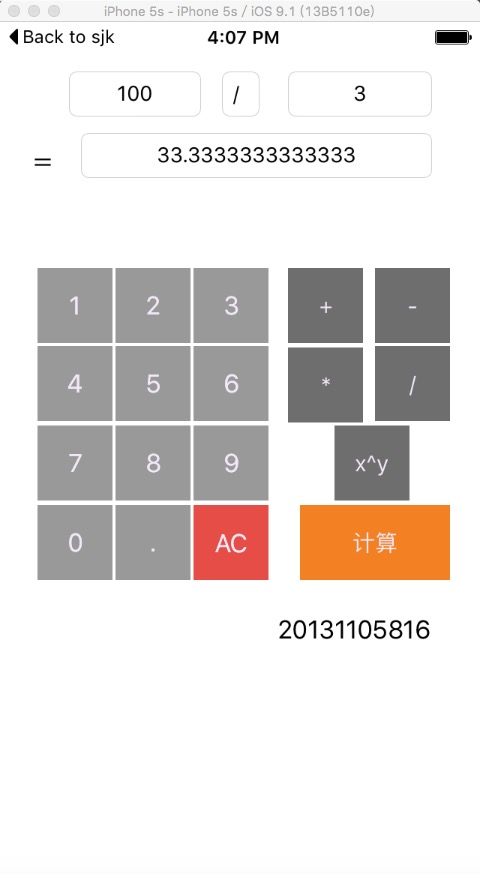 iPhone 5s - iPhone 5s / iOS 9.1 (13B5110e)
Back to sjk 4:07 PM
100 / 3
= 33.3333333333333
1 2 3 + -
4 5 6 * /
7 8 9 x^y
0 . AC 计算
20131105816